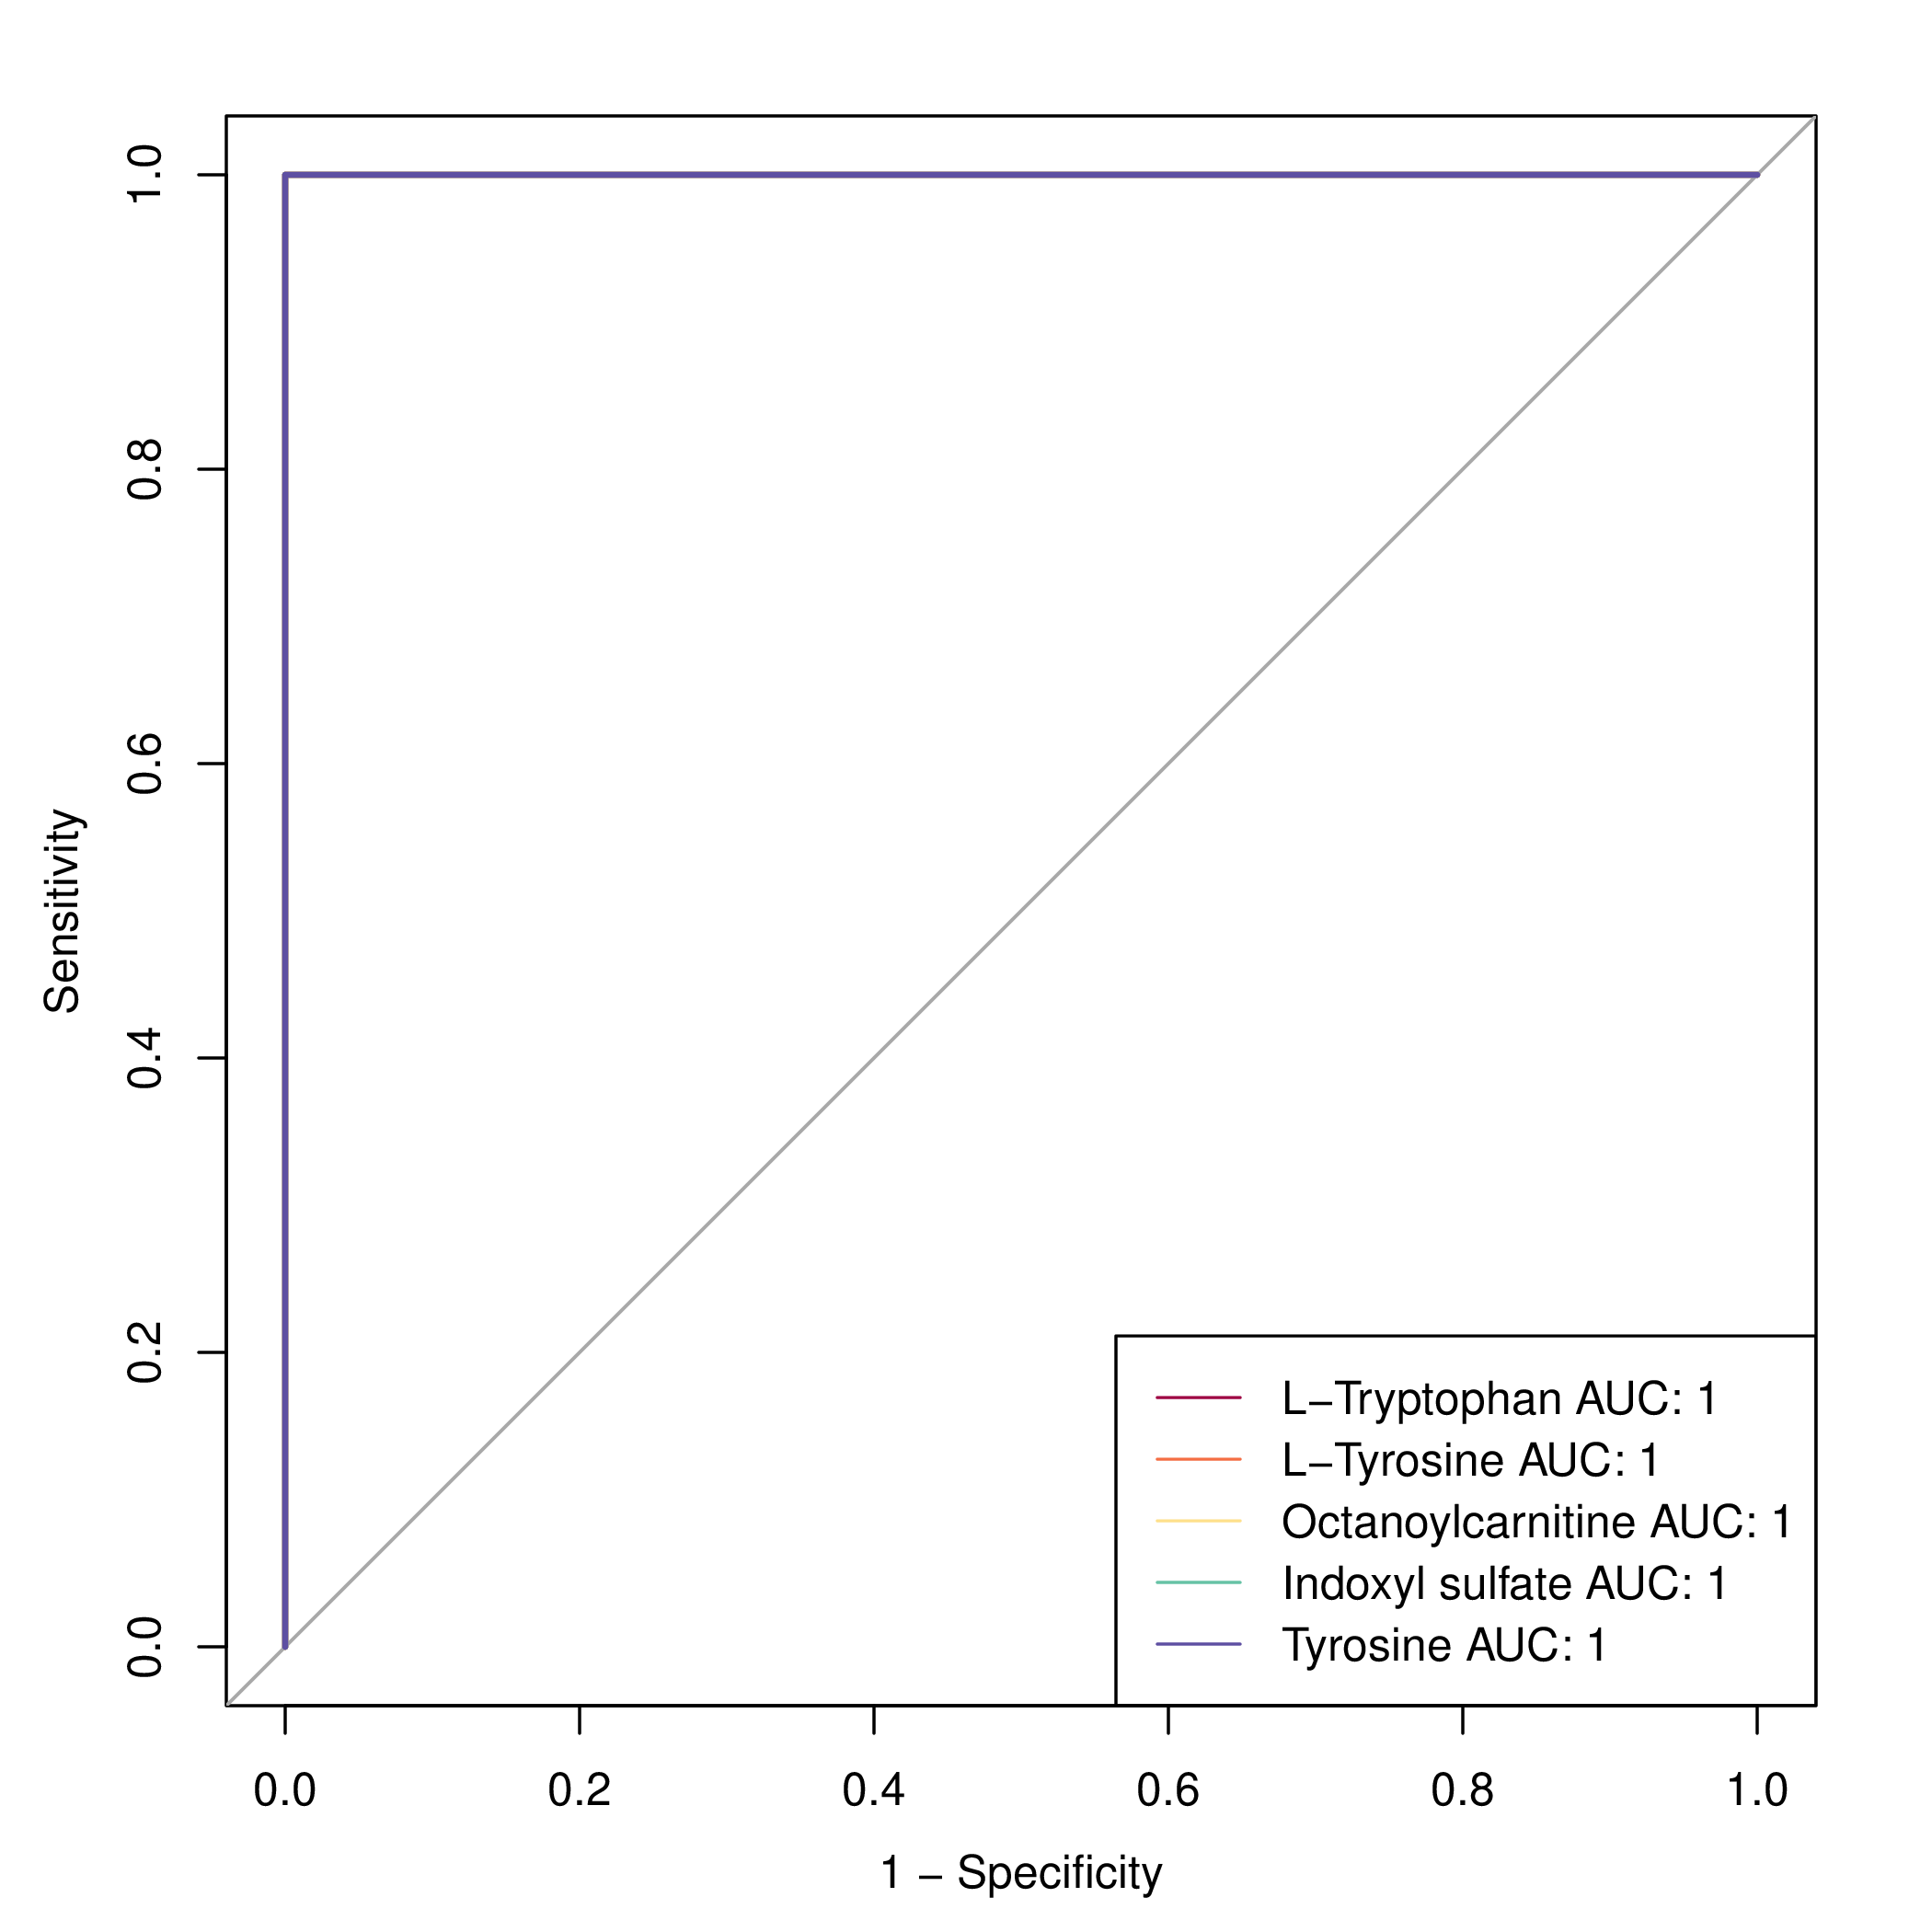 1.0
0.8
0.6
0.4
0.2
0.0
Sensitivity
L−Tryptophan AUC: 1
L−Tyrosine AUC: 1
Octanoylcarnitine AUC: 1
Indoxyl sulfate AUC: 1
Tyrosine AUC: 1
0.0 0.2 0.4 0.6 0.8 1.0
1 − Specificity